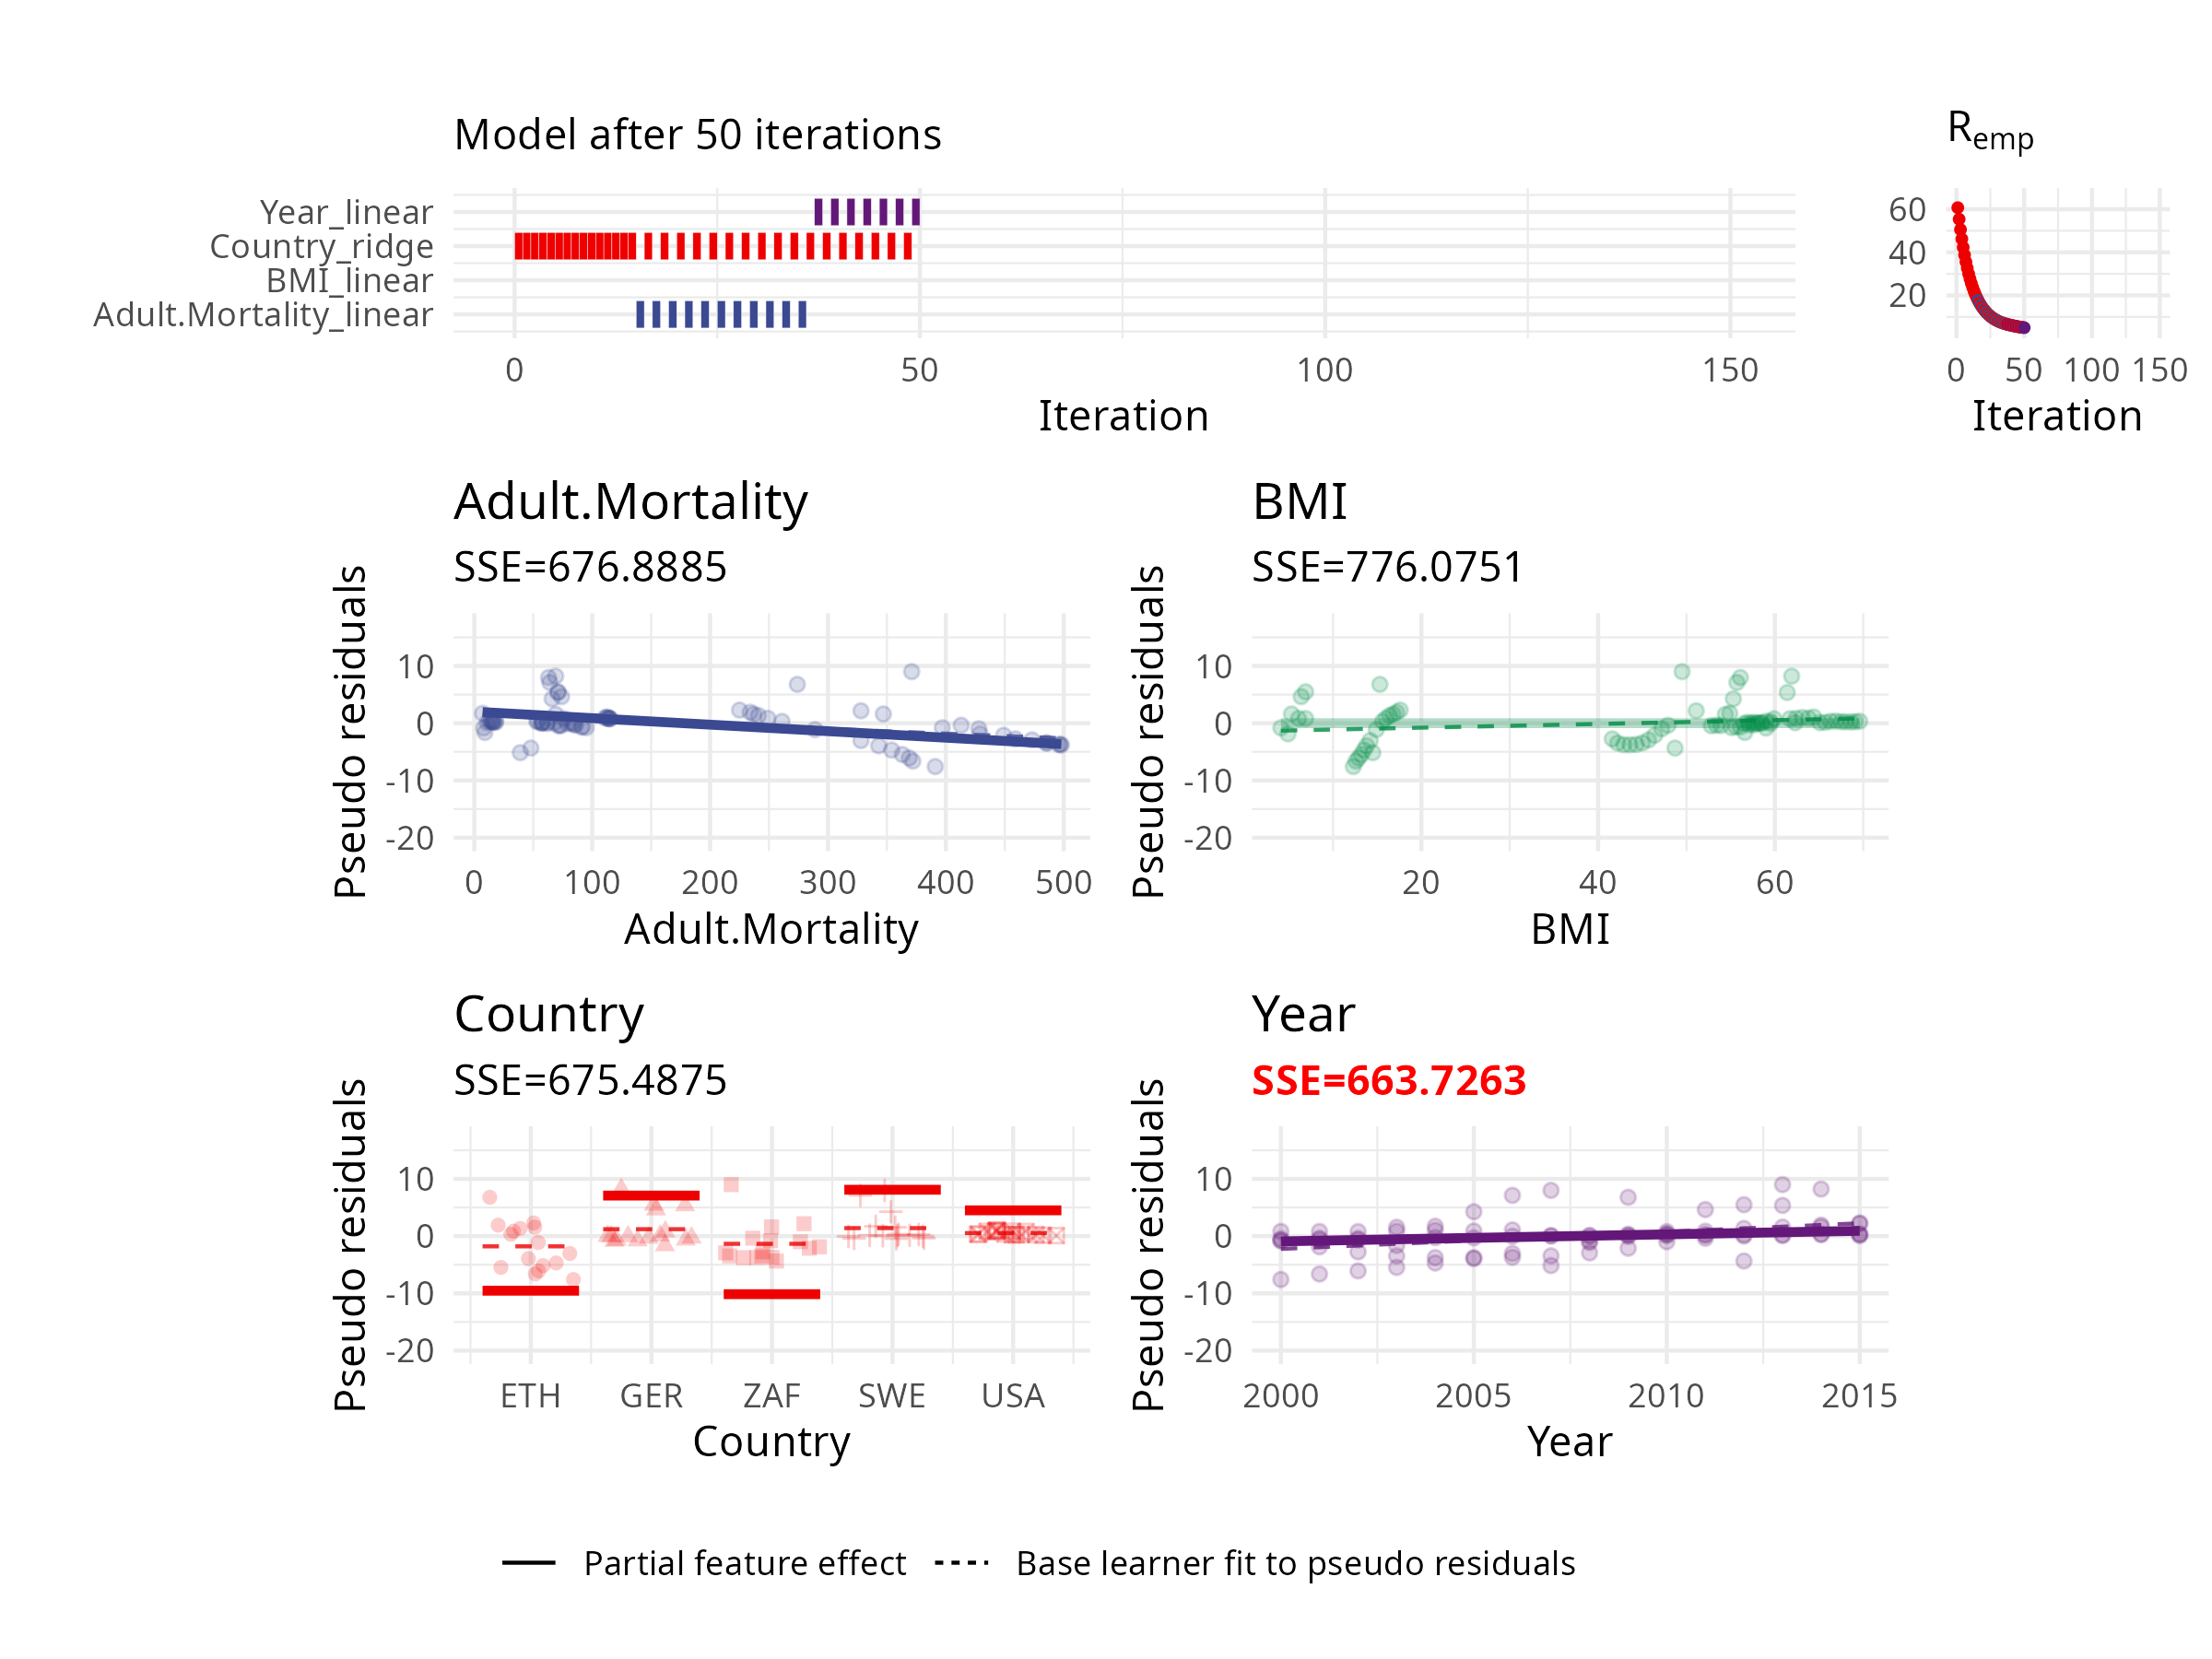 Model after 50 iterations
R_emp
Year_linear
Country_ridge
BMI_linear
Adult.Mortality_linear
0 50 100 150
Iteration
60
40
20
0 50 100 150
Iteration
Adult.Mortality
SSE=676.8885
Pseudo residuals
10
0
-10
-20
0 100 200 300 400 500
Adult.Mortality
BMI
SSE=776.0751
Pseudo residuals
10
0
-10
-20
20 40 60
BMI
Country
SSE=675.4875
Pseudo residuals
10
0
-10
-20
ETH GER ZAF SWE USA
Country
Year
SSE=663.7263
Pseudo residuals
10
0
-10
-20
2000 2005 2010 2015
Year
Partial feature effect Base learner fit to pseudo residuals